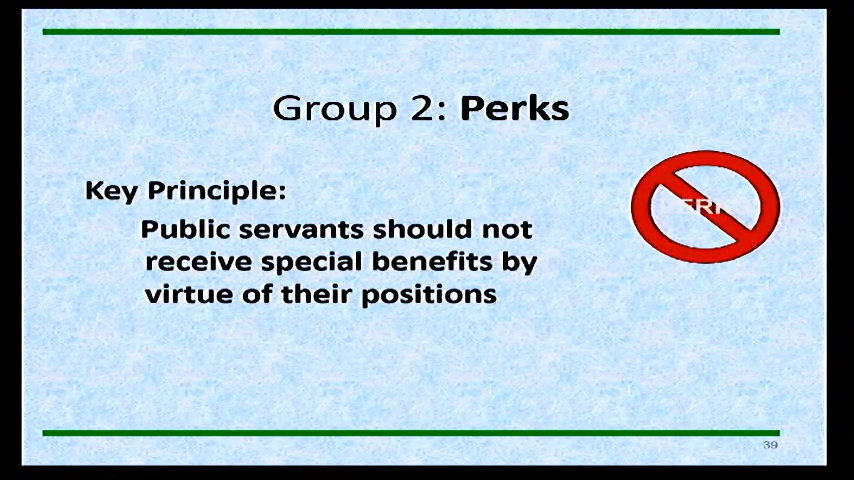 Group 2: Perks
Key Principle:
Public servants should not
receive special benefits by
virtue of their positions
39